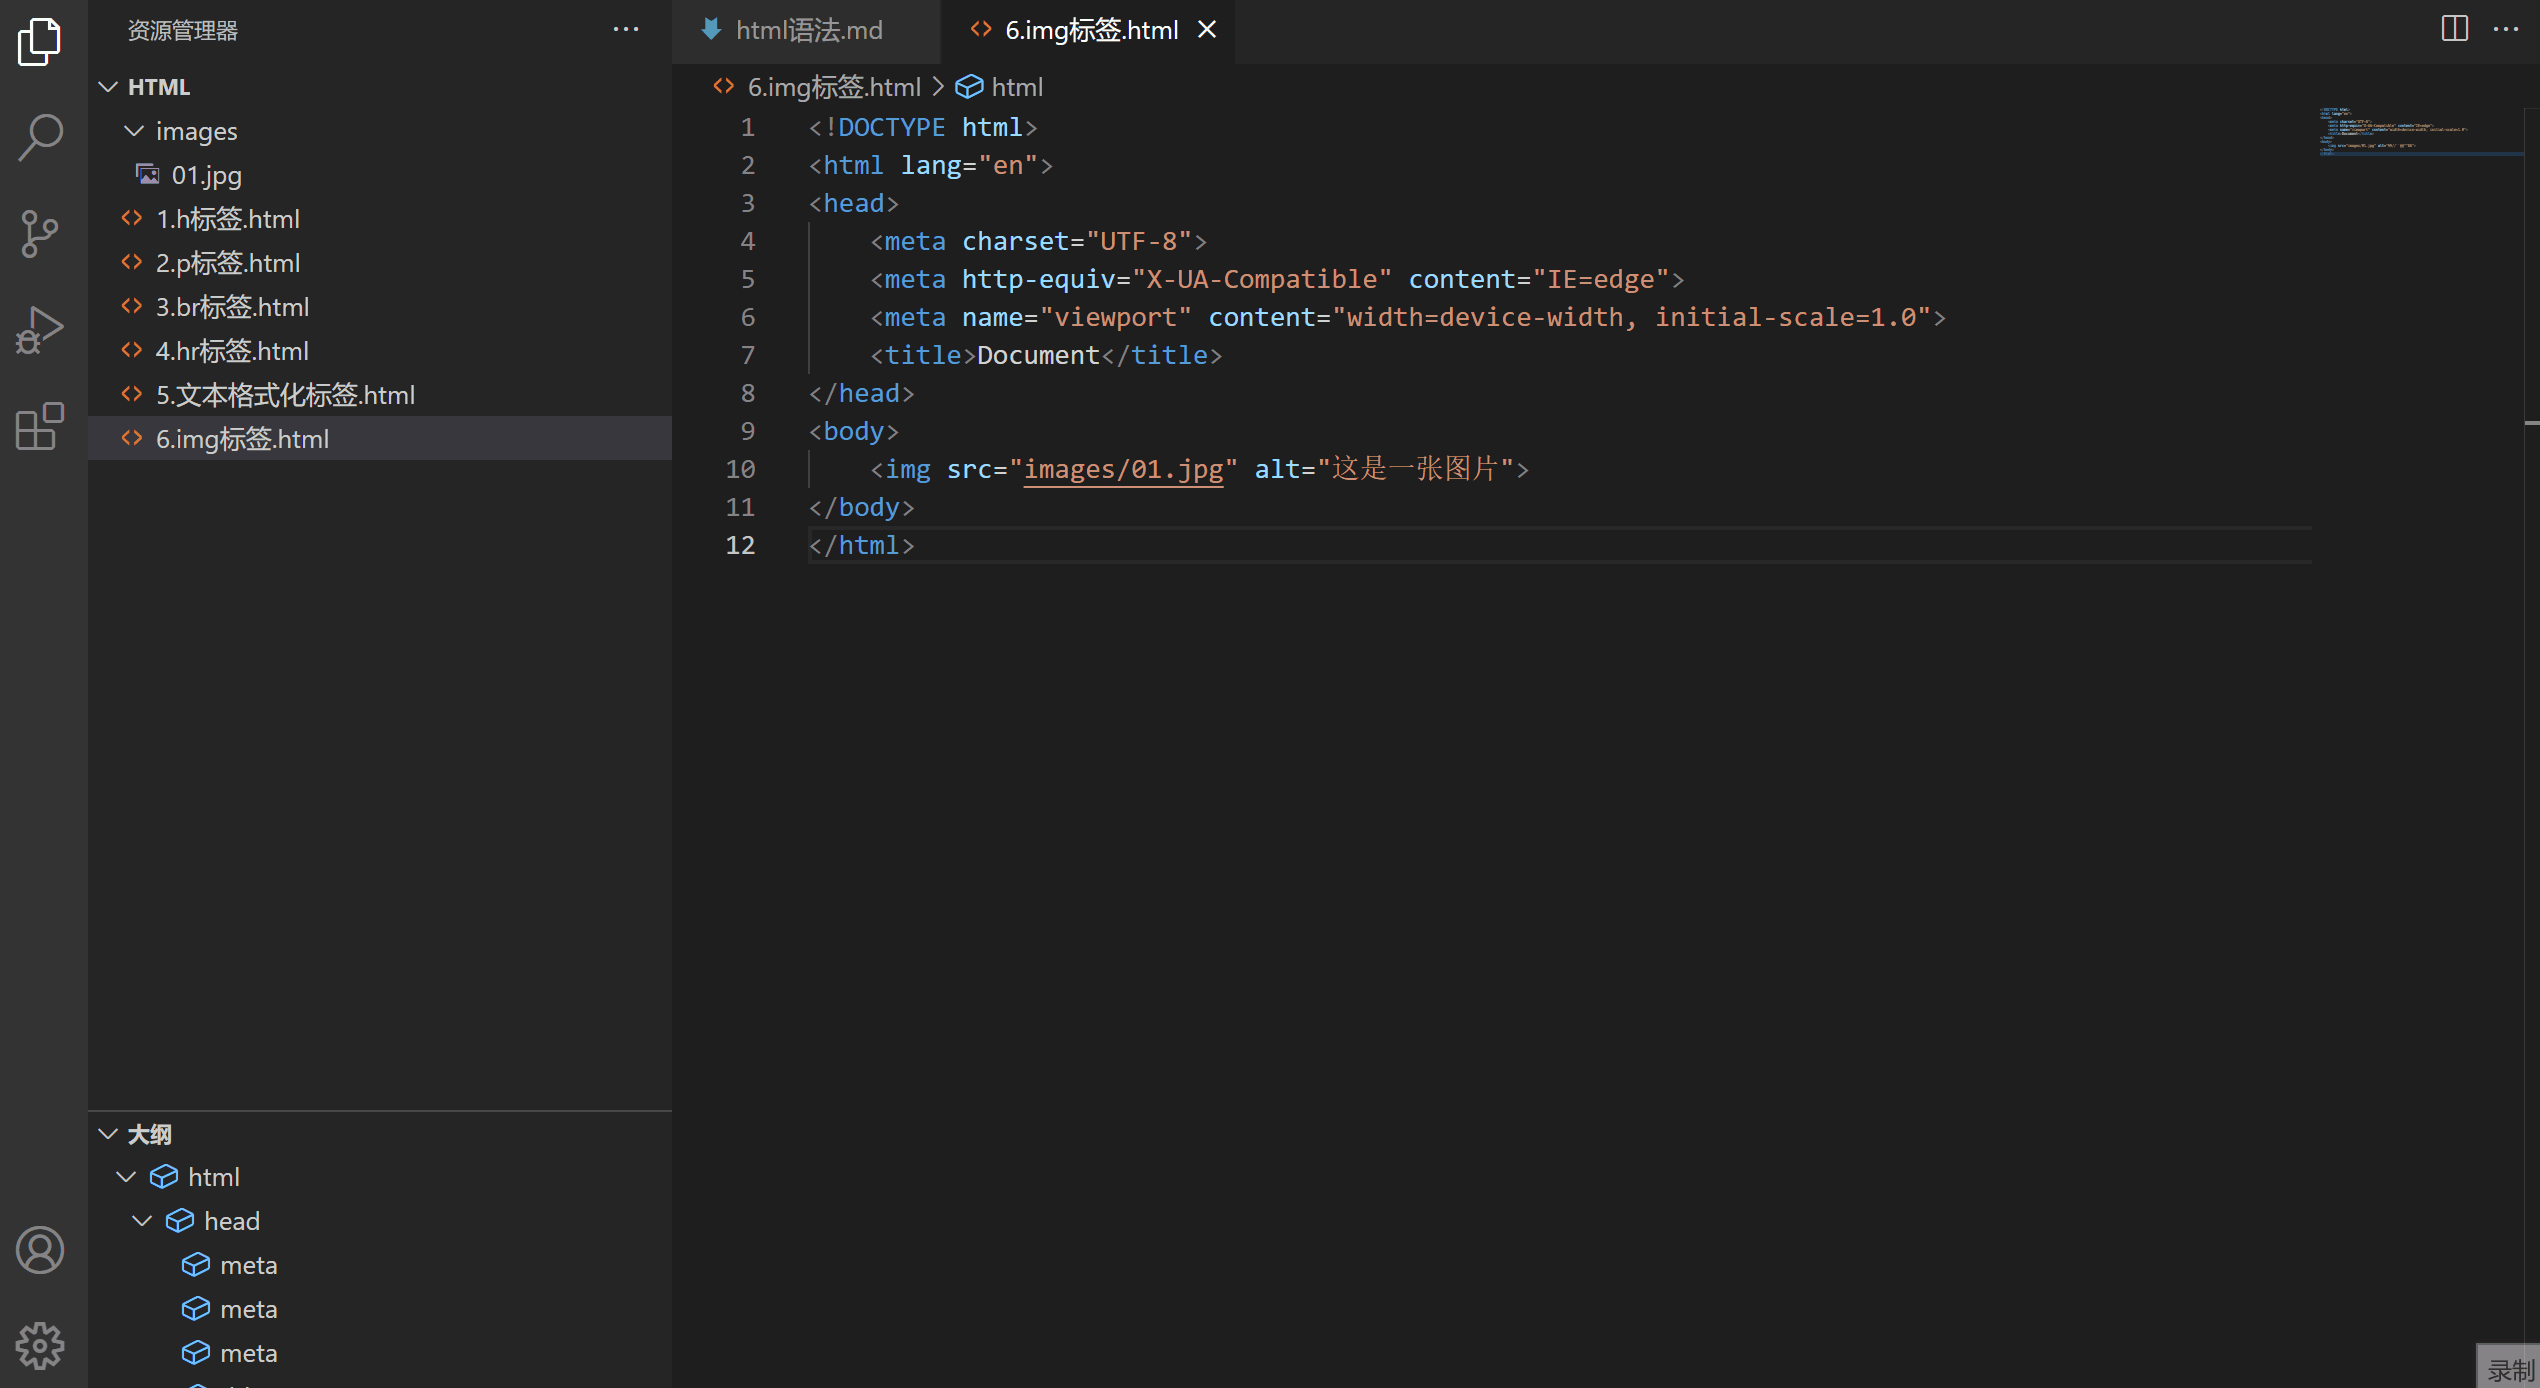 资源管理器
HTML
images
01.jpg
1.h标签.html
2.p标签.html
3.br标签.html
4.hr标签.html
5.文本格式化标签.html
6.img标签.html
大纲
html
head
meta
meta
meta
html语法.md
6.img标签.html
6.img标签.html > html
1 <!DOCTYPE html>
2 <html lang="en">
3 <head>
4     <meta charset="UTF-8">
5     <meta http-equiv="X-UA-Compatible" content="IE=edge">
6     <meta name="viewport" content="width=device-width, initial-scale=1.0">
7     <title>Document</title>
8 </head>
9 <body>
10     <img src="images/01.jpg" alt="这是一张图片">
11 </body>
12 </html>
录制